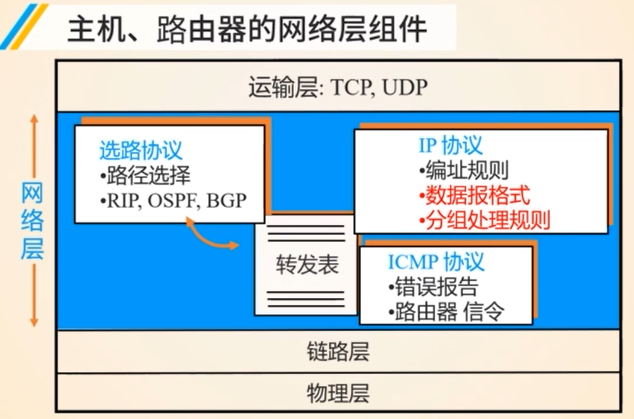 主机、路由器的网络层组件
运输层: TCP, UDP
网络层
选路协议
•路径选择
•RIP, OSPF, BGP
IP 协议
•编址规则
•数据报格式
•分组处理规则
转发表
ICMP 协议
•错误报告
•路由器 信令
链路层
物理层